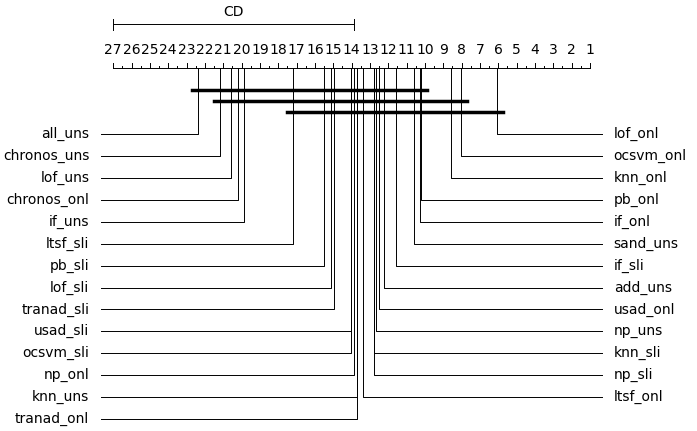 CD
27 26 25 24 23 22 21 20 19 18 17 16 15 14 13 12 11 10 9 8 7 6 5 4 3 2 1
all_uns lof_onl
chronos_uns ocsvm_onl
lof_uns knn_onl
chronos_onl pb_onl
if_uns if_onl
ltsf_sli sand_uns
pb_sli if_sli
lof_sli add_uns
tranad_sli usad_onl
usad_sli np_uns
ocsvm_sli knn_sli
np_onl np_sli
knn_uns ltsf_onl
tranad_onl